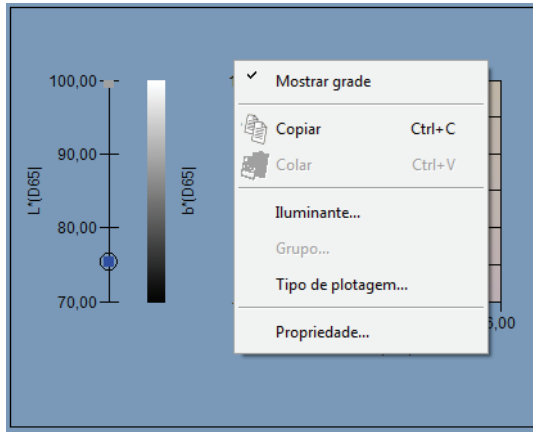 100,00
90,00
80,00
70,00
L*(D65)
b*(D65)
Mostrar grade
Copiar Ctrl+C
Colar Ctrl+V
Iluminante...
Grupo...
Tipo de plotagem...
Propriedade...